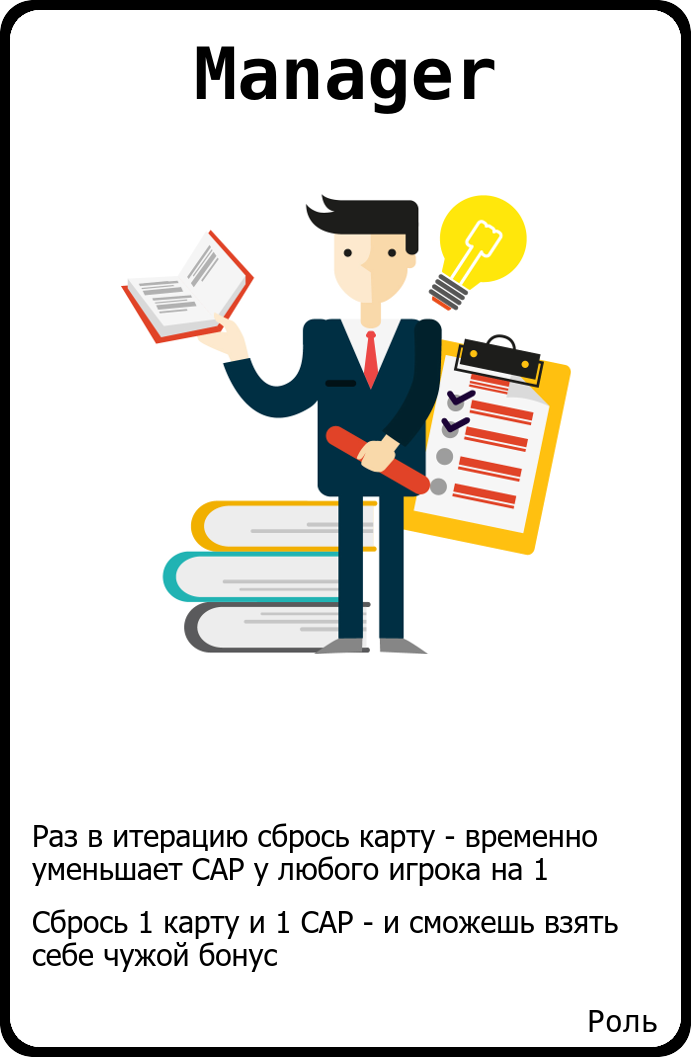 Manager
Раз в итерацию сбрось карту - временно
уменьшает CAP у любого игрока на 1
Сбрось 1 карту и 1 CAP - и сможешь взять
себе чужой бонус
Роль